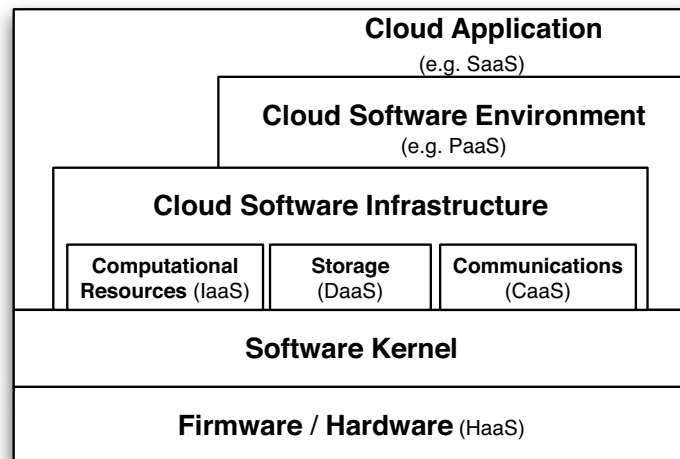 Cloud Application
(e.g. SaaS)
Cloud Software Environment
(e.g. PaaS)
Cloud Software Infrastructure
Computational
Resources (IaaS)
Storage
(DaaS)
Communications
(CaaS)
Software Kernel
Firmware / Hardware (HaaS)